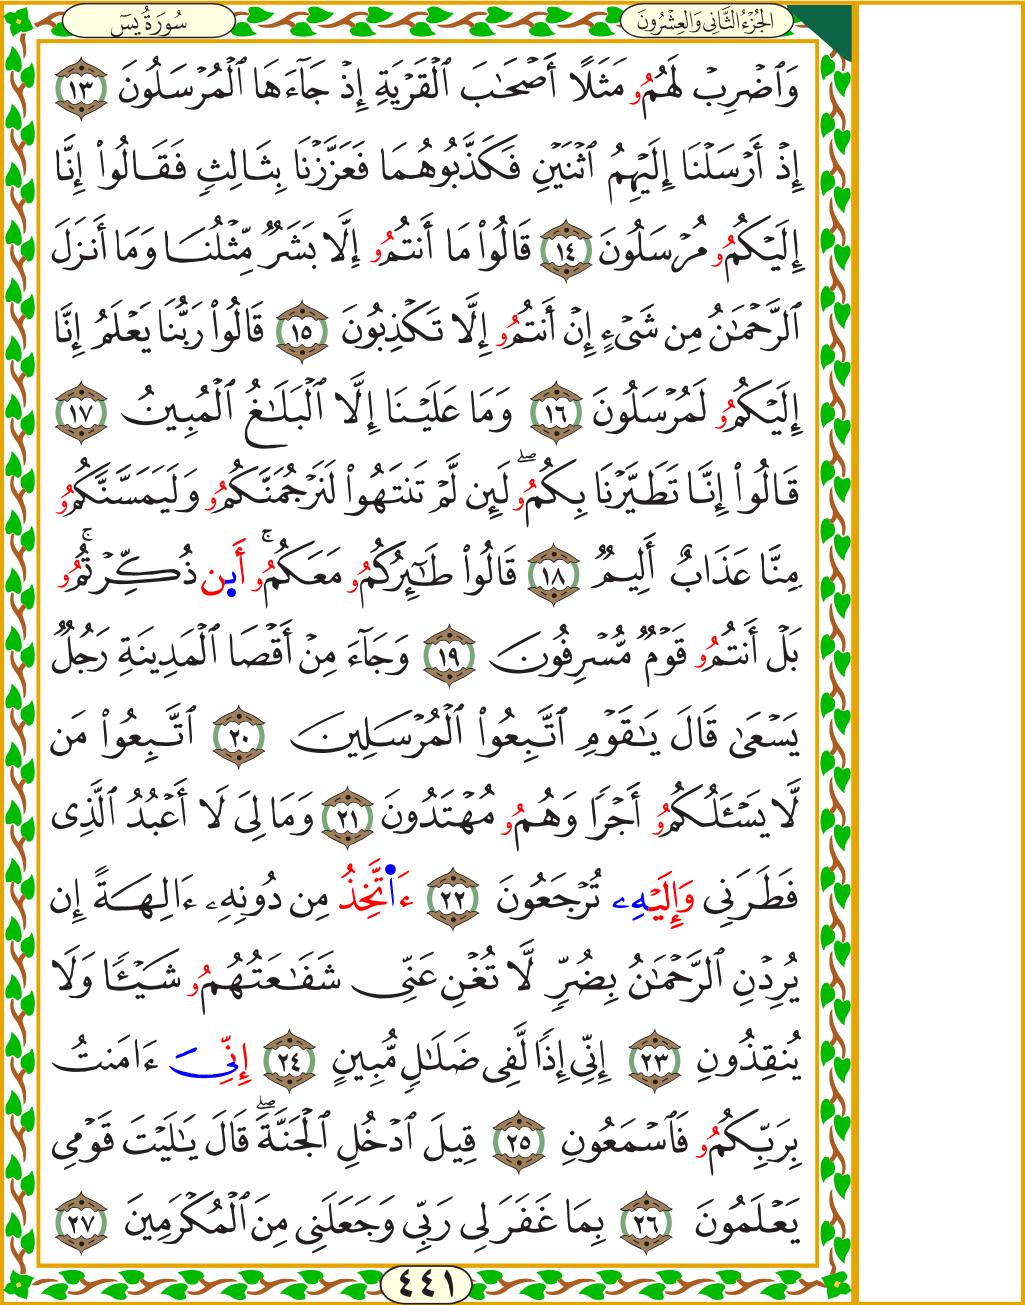 الجُزْءُ الثَّانِي وَالعِشْرُونَ
سُورَةُ يسٓ
وَٱضۡرِبۡ لَهُمُۥ مَثَلًا أَصۡحَٰبَ ٱلۡقَرۡيَةِ إِذۡ جَآءَهَا ٱلۡمُرۡسَلُونَ ١٣
إِذۡ أَرۡسَلۡنَا إِلَيۡهِمُ ٱثۡنَيۡنِ فَكَذَّبُوهُمَا فَعَزَّزۡنَا بِثَالِثٖ فَقَالُواْ إِنَّا
إِلَيۡكُمُۥ مُرۡسَلُونَ ١٤ قَالُواْ مَا أَنتُمُۥ إِلَّا بَشَرٞ مِّثۡلُنَا وَمَا أَنزَلَ
ٱلرَّحۡمَٰنُ مِن شَيۡءٍ إِنۡ أَنتُمُۥ إِلَّا تَكۡذِبُونَ ١٥ قَالُواْ رَبُّنَا يَعۡلَمُ إِنَّا
إِلَيۡكُمُۥ لَمُرۡسَلُونَ ١٦ وَمَا عَلَيۡنَا إِلَّا ٱلۡبَلَٰغُ ٱلۡمُبِينُ ١٧
قَالُواْ إِنَّا تَطَيَّرۡنَا بِكُمُۥۖ لَئِن لَّمۡ تَنتَهُواْ لَنَرۡجُمَنَّكُمُۥ وَلَيَمَسَّنَّكُمُۥ
مِنَّا عَذَابٌ أَلِيمٞ ١٨ قَالُواْ طَٰٓئِرُكُمُۥ مَعَكُمُۥۚ أَىِٕن ذُكِّرۡتُمُۥۚ
بَلۡ أَنتُمُۥ قَوۡمٞ مُّسۡرِفُونَ ١٩ وَجَآءَ مِنۡ أَقۡصَا ٱلۡمَدِينَةِ رَجُلٞ
يَسۡعَىٰ قَالَ يَٰقَوۡمِ ٱتَّبِعُواْ ٱلۡمُرۡسَلِينَ ٢٠ ٱتَّبِعُواْ مَن
لَّا يَسۡـَٔلُكُمُۥ أَجۡرٗا وَهُمُۥ مُهۡتَدُونَ ٢١ وَمَا لِيَ لَا أَعۡبُدُ ٱلَّذِي
فَطَرَنِي وَإِلَيۡهِۦ تُرۡجَعُونَ ٢٢ ءَا۬تَّخِذُ مِن دُونِهِۦ ءَالِهَةً إِن
يُرِدۡنِ ٱلرَّحۡمَٰنُ بِضُرّٖ لَّا تُغۡنِ عَنِّي شَفَٰعَتُهُمُۥ شَيۡـٔٗا وَلَا
يُنقِذُونِ ٢٣ إِنِّي إِذٗا لَّفِي ضَلَٰلٖ مُّبِينٍ ٢٤ إِنِّيَ ءَامَنتُ
بِرَبِّكُمُۥ فَٱسۡمَعُونِ ٢٥ قِيلَ ٱدۡخُلِ ٱلۡجَنَّةَۖ قَالَ يَٰلَيۡتَ قَوۡمِي
يَعۡلَمُونَ ٢٦ بِمَا غَفَرَ لِي رَبِّي وَجَعَلَنِي مِنَ ٱلۡمُكۡرَمِينَ ٢٧
٤٤١